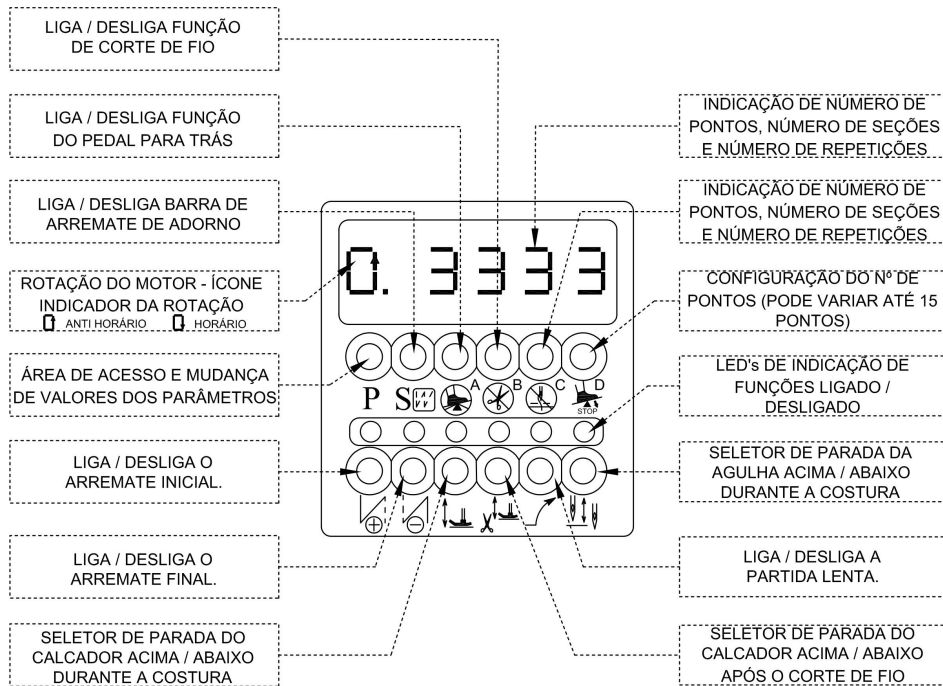 LIGA / DESLIGA FUNÇÃO
DE CORTE DE FIO
LIGA / DESLIGA FUNÇÃO
DO PEDAL PARA TRÁS
LIGA / DESLIGA BARRA DE
ARREMATE DE ADORNO
ROTAÇÃO DO MOTOR - ÍCONE
INDICADOR DA ROTAÇÃO
ANTI HORÁRIO HORÁRIO
ÁREA DE ACESSO E MUDANÇA
DE VALORES DOS PARÂMETROS
LIGA / DESLIGA O
ARREMATE INICIAL.
LIGA / DESLIGA O
ARREMATE FINAL.
SELETOR DE PARADA DO
CALCADOR ACIMA / ABAIXO
DURANTE A COSTURA
0. 3333
P S A B C D
STOP
INDICAÇÃO DE NÚMERO DE
PONTOS, NÚMERO DE SEÇÕES
E NÚMERO DE REPETIÇÕES
INDICAÇÃO DE NÚMERO DE
PONTOS, NÚMERO DE SEÇÕES
E NÚMERO DE REPETIÇÕES
CONFIGURAÇÃO DO Nº DE
PONTOS (PODE VARIAR ATÉ 15
PONTOS)
LED's DE INDICAÇÃO DE
FUNÇÕES LIGADO /
DESLIGADO
SELETOR DE PARADA DA
AGULHA ACIMA / ABAIXO
DURANTE A COSTURA
LIGA / DESLIGA A
PARTIDA LENTA.
SELETOR DE PARADA DO
CALCADOR ACIMA / ABAIXO
APÓS O CORTE DE FIO